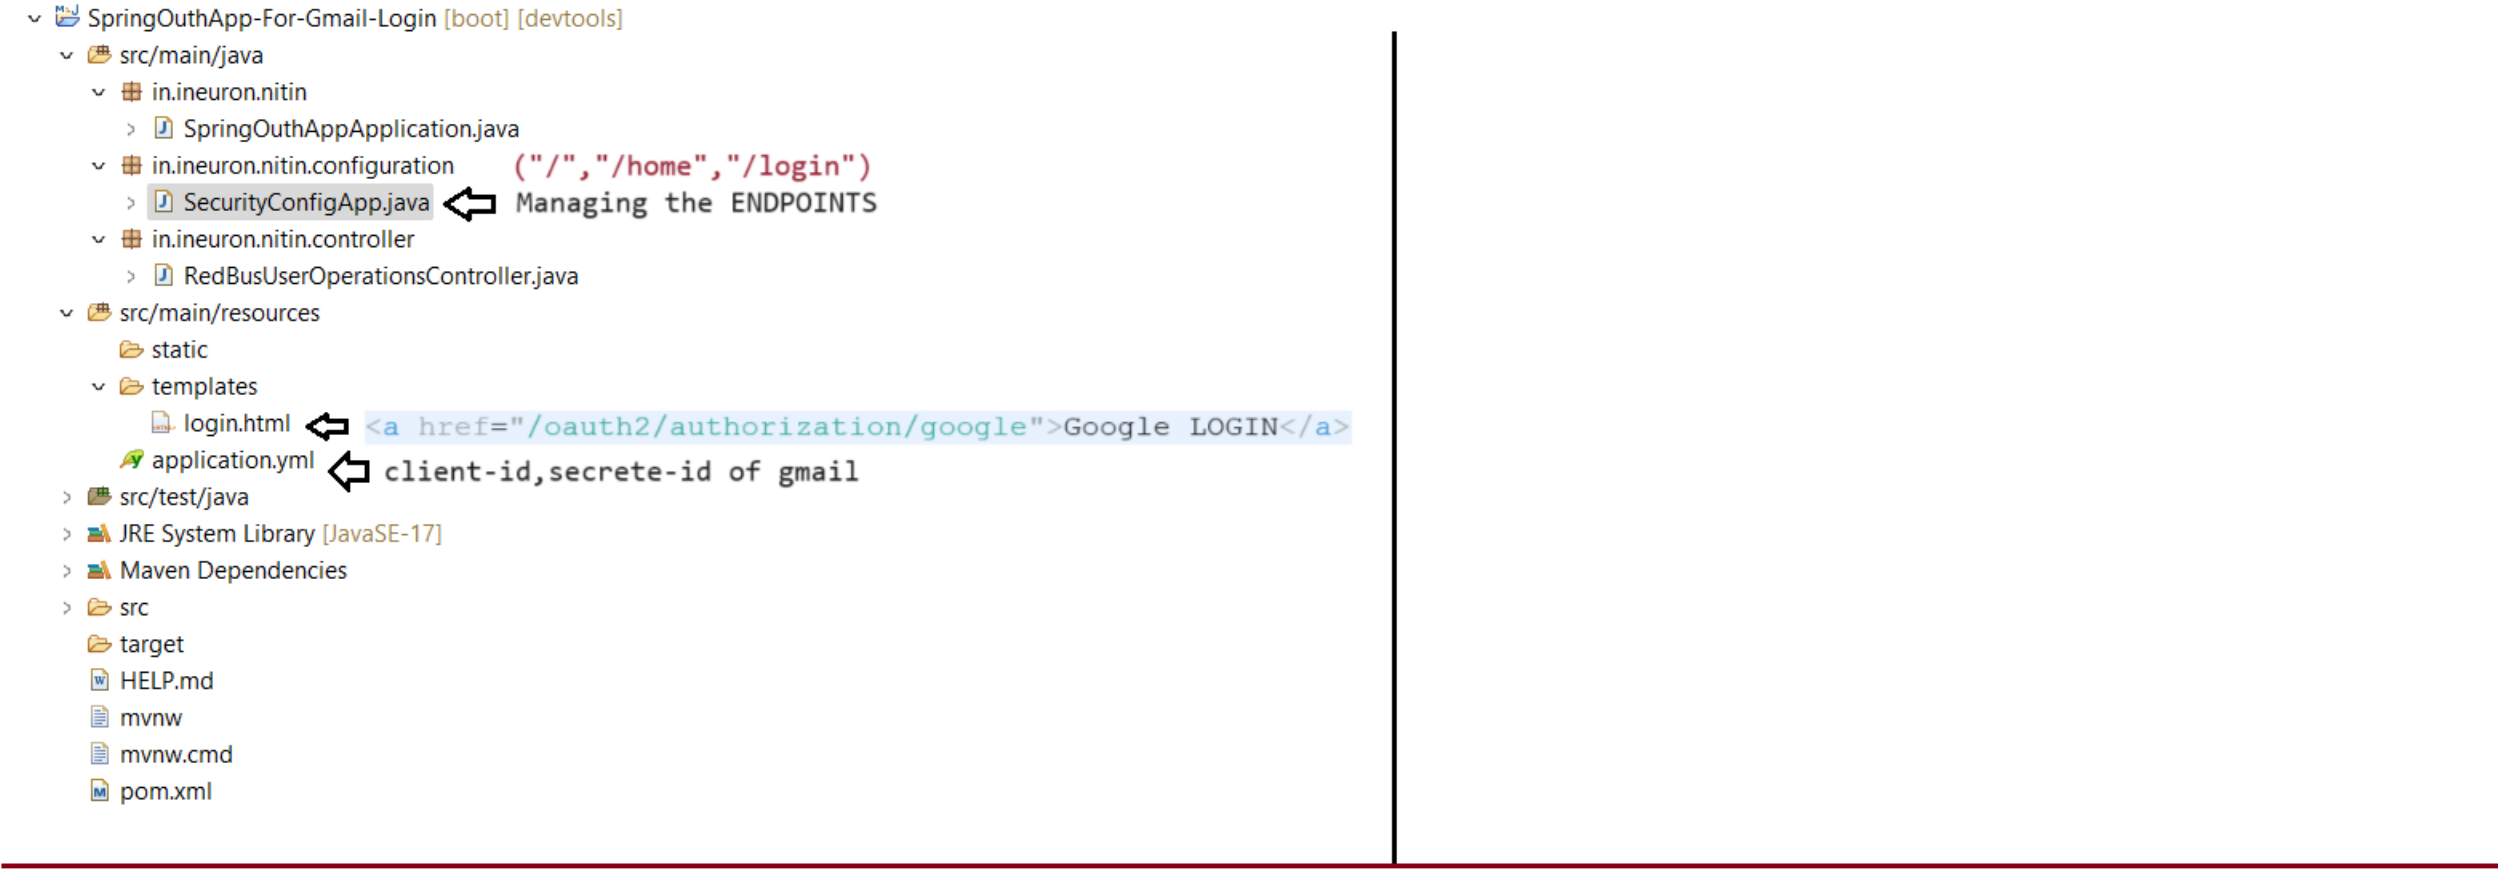 SpringOuthApp-For-Gmail-Login [boot] [devtools]
src/main/java
in.ineuron.nitin
SpringOuthAppApplication.java
in.ineuron.nitin.configuration ("/","/home","/login")
SecurityConfigApp.java Managing the ENDPOINTS
in.ineuron.nitin.controller
RedBusUserOperationsController.java
src/main/resources
static
templates
login.html <a href="/oauth2/authorization/google">Google LOGIN</a>
application.yml client-id,secrete-id of gmail
src/test/java
JRE System Library [JavaSE-17]
Maven Dependencies
src
target
HELP.md
mvnw
mvnw.cmd
pom.xml